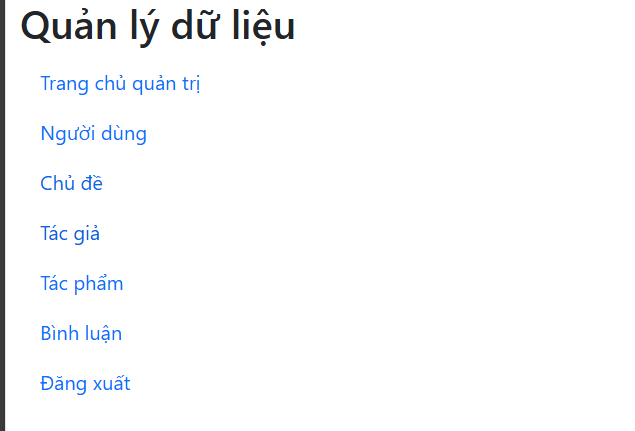 Quản lý dữ liệu
Trang chủ quản trị
Người dùng
Chủ đề
Tác giả
Tác phẩm
Bình luận
Đăng xuất